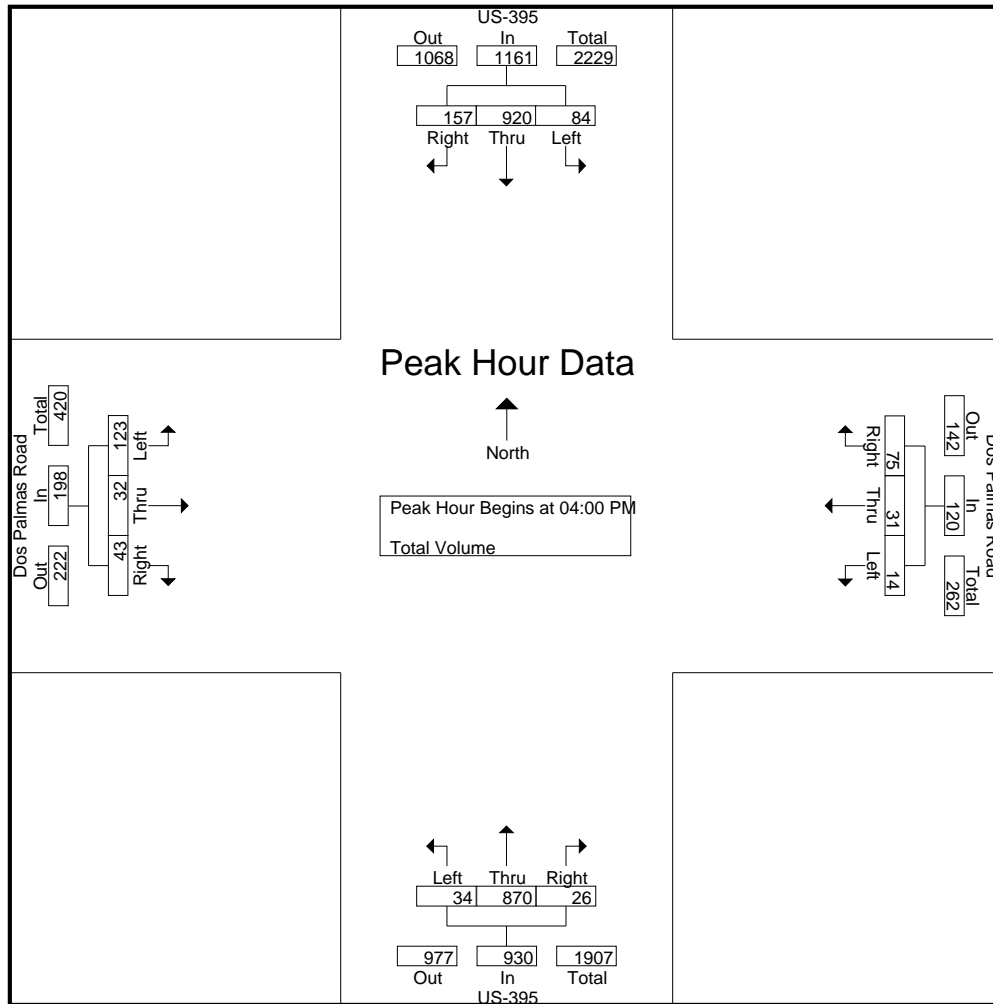 US-395
Out In Total
1068 1161 2229
157 920 84
Right Thru Left
Peak Hour Data
North
Peak Hour Begins at 04:00 PM
Total Volume
Dos Palmas Road
Total In Out
420 198 222
123 32 43
Left Thru Right
Right Thru Left
75 31 14
142 120 262
Out In Total
Dos Palmas Road
Left Thru Right
34 870 26
977 930 1907
Out In Total
US-395